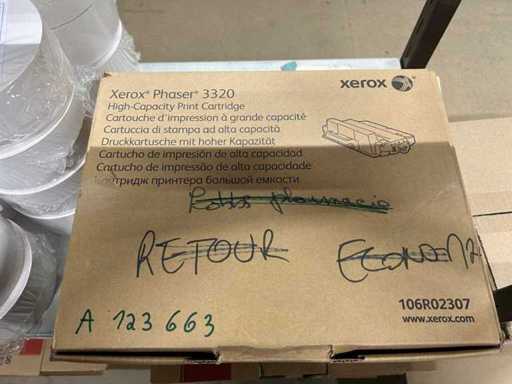 xerox
Xerox® Phaser® 3320
High-Capacity Print Cartridge
Cartouche d'impression à grande capacité
Cartuccia di stampa ad alta capacità
Druckkartusche mit hoher Kapazität
Cartucho de impresión de alta capacidad
Cartucho de impressão de alta capacidade
Картридж принтера большой емкости
RETOUR
106R02307
www.xerox.com
A 123 663